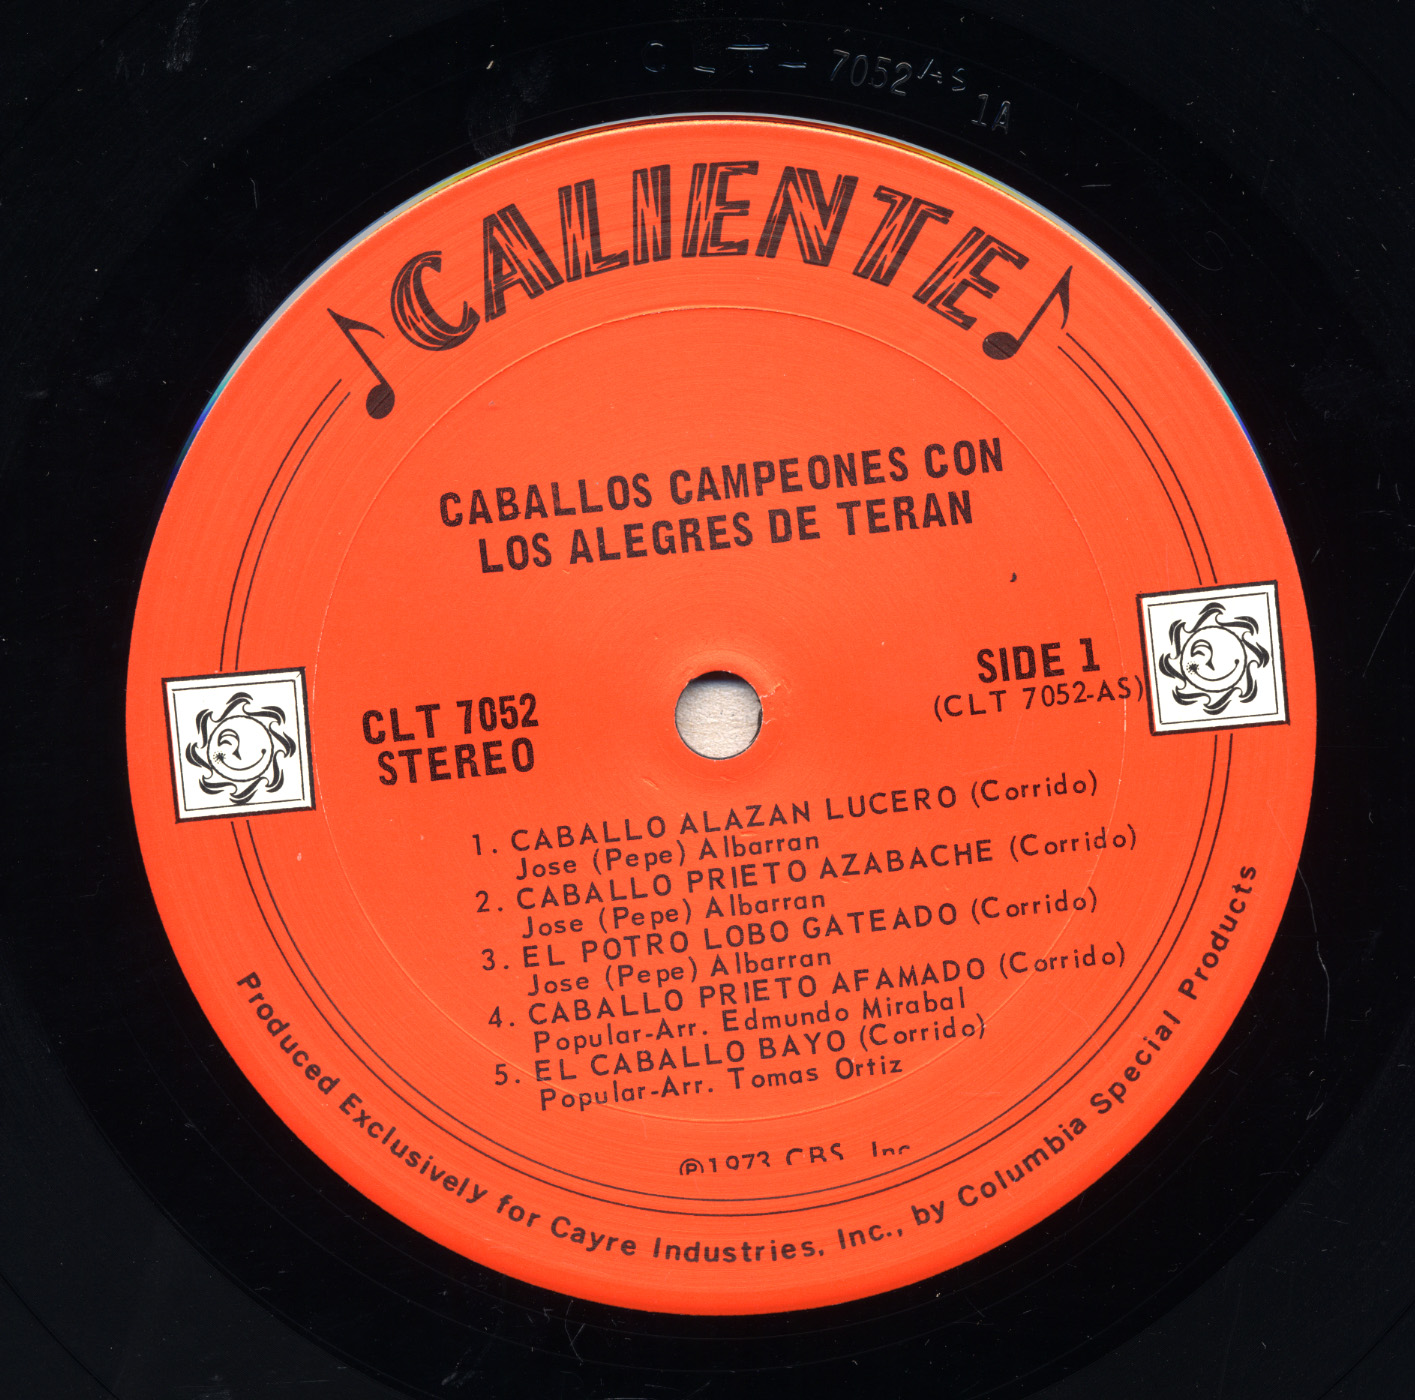 CLT-7052AS 1A
CALIENTE
CABALLOS CAMPEONES CON
LOS ALEGRES DE TERAN
CLT 7052
STEREO
SIDE 1
(CLT 7052-AS)
1. CABALLO ALAZAN LUCERO (Corrido)
Jose (Pepe) Albarran
2. CABALLO PRIETO AZABACHE (Corrido)
Jose (Pepe) Albarran
3. EL POTRO LOBO GATEADO (Corrido)
Jose (Pepe) Albarran
4. CABALLO PRIETO AFAMADO (Corrido)
Popular-Arr. Edmundo Mirabal
5. EL CABALLO BAYO (Corrido)
Popular-Arr. Tomas Ortiz
℗1973 CBS, Inc.
Produced Exclusively for Cayre Industries, Inc., by Columbia Special Products